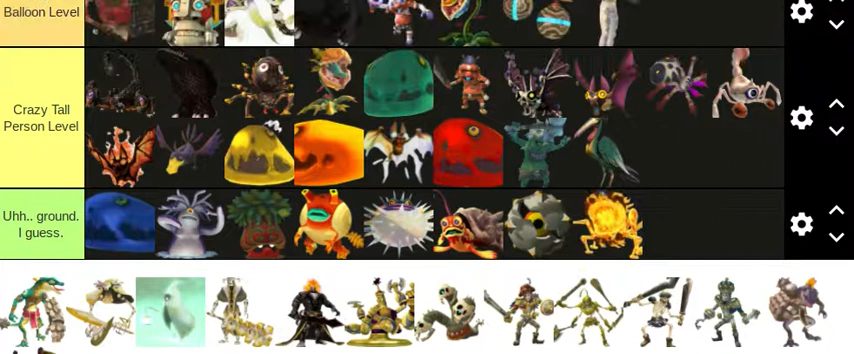 Balloon Level
Crazy Tall
Person Level
Uhh.. ground.
I guess.